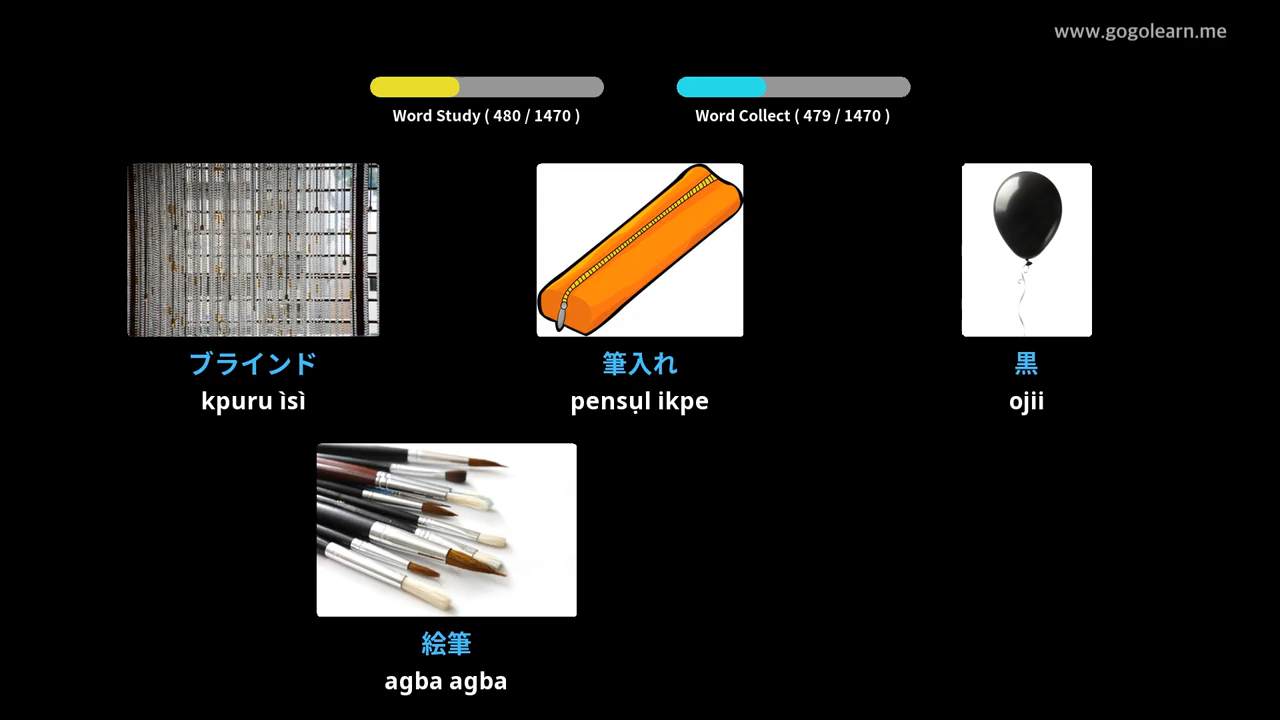 www.gogolearn.me
Word Study ( 480 / 1470 )
Word Collect ( 479 / 1470 )
ブラインド
kpuru ìsì
筆入れ
pensụl ikpe
黒
ojii
絵筆
agba agba